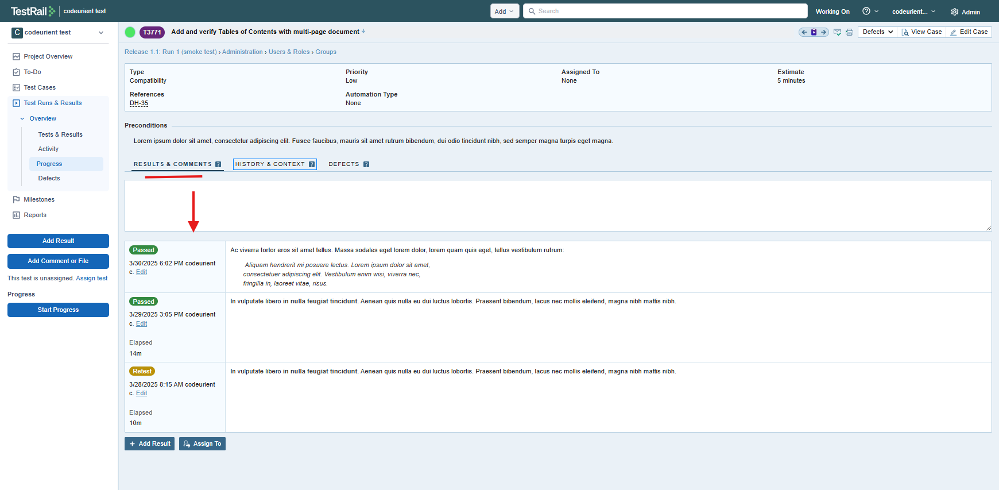 TestRail codeurient test
Add
Search
Working On
codeurient...
Admin
C codeurient test
Project Overview
To-Do
Test Cases
Test Runs & Results
Overview
Tests & Results
Activity
Progress
Defects
Milestones
Reports
Add Result
Add Comment or File
This test is unassigned. Assign test
Progress
Start Progress
T3771 Add and verify Tables of Contents with multi-page document
Defects View Case Edit Case
Release 1.1: Run 1 (smoke test) › Administration › Users & Roles › Groups
Type
Compatibility
Priority
Low
Assigned To
None
Estimate
5 minutes
References
DH-35
Automation Type
None
Preconditions
Lorem ipsum dolor sit amet, consectetur adipiscing elit. Fusce faucibus, mauris sit amet rutrum bibendum, dui odio tincidunt nibh, sed semper magna turpis eget magna.
RESULTS & COMMENTS ? HISTORY & CONTEXT ? DEFECTS ?
Passed
3/30/2025 6:02 PM codeurient
c. Edit
Ac viverra tortor eros sit amet tellus. Massa sodales eget lorem dolor, lorem quam quis eget, tellus vestibulum rutrum:
Aliquam hendrerit mi posuere lectus. Lorem ipsum dolor sit amet,
consectetuer adipiscing elit. Vestibulum enim wisi, viverra nec,
fringilla in, laoreet vitae, risus.
Passed
3/29/2025 3:05 PM codeurient
c. Edit
Elapsed
14m
In vulputate libero in nulla feugiat tincidunt. Aenean quis nulla eu dui luctus lobortis. Praesent bibendum, lacus nec mollis eleifend, magna nibh mattis nibh.
Retest
3/28/2025 8:15 AM codeurient
c. Edit
Elapsed
10m
In vulputate libero in nulla feugiat tincidunt. Aenean quis nulla eu dui luctus lobortis. Praesent bibendum, lacus nec mollis eleifend, magna nibh mattis nibh.
+ Add Result Assign To